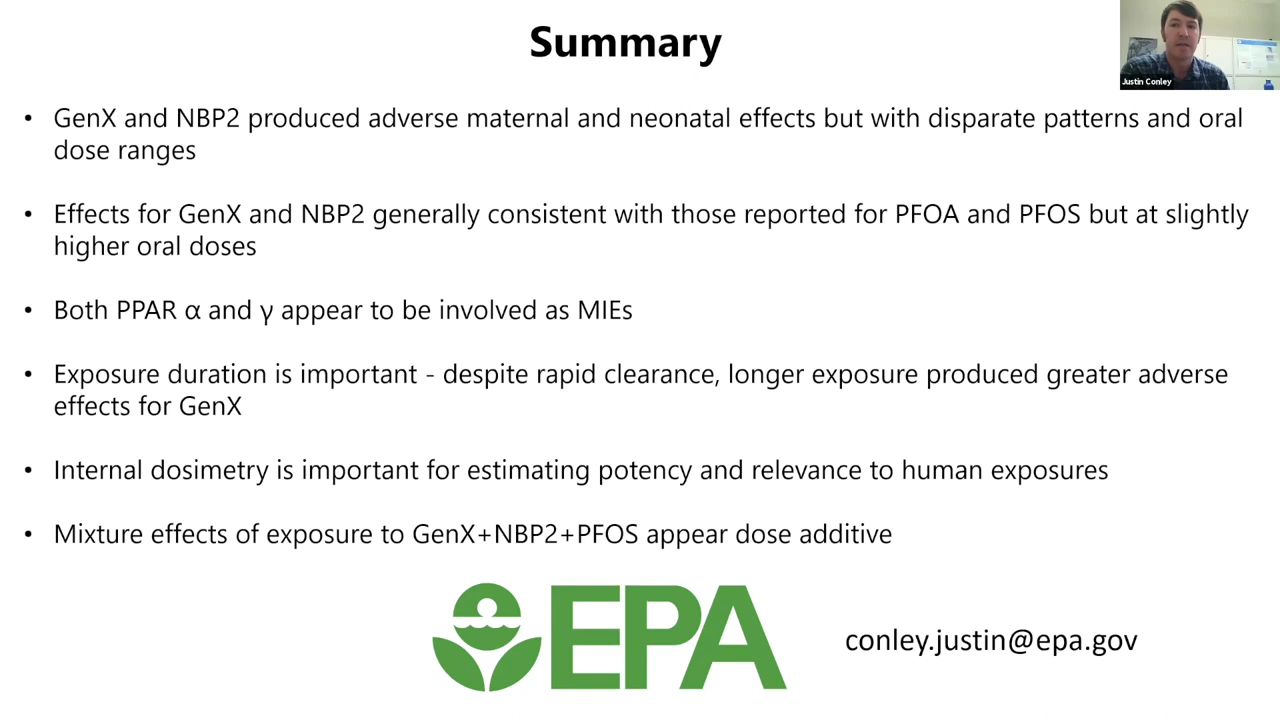 Summary
Justin Conley
• GenX and NBP2 produced adverse maternal and neonatal effects but with disparate patterns and oral
dose ranges
• Effects for GenX and NBP2 generally consistent with those reported for PFOA and PFOS but at slightly
higher oral doses
• Both PPAR α and γ appear to be involved as MIEs
• Exposure duration is important - despite rapid clearance, longer exposure produced greater adverse
effects for GenX
• Internal dosimetry is important for estimating potency and relevance to human exposures
• Mixture effects of exposure to GenX+NBP2+PFOS appear dose additive
EPA
conley.justin@epa.gov